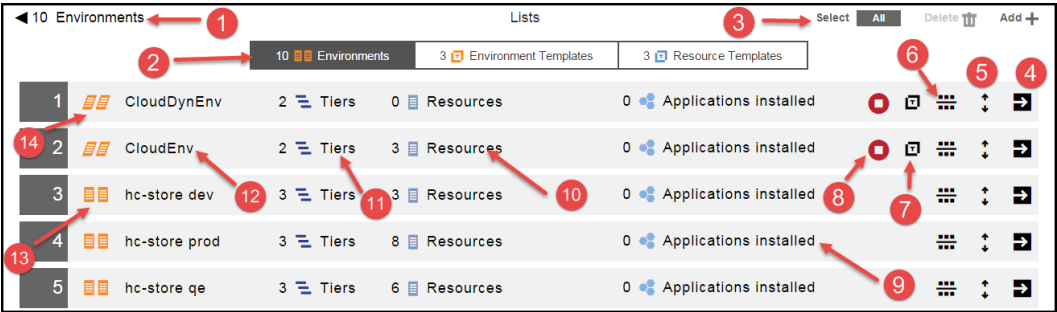 ◀ 10 Environments 1 Lists 3 Select All Delete Add +
2 10 Environments 3 T Environment Templates 3 T Resource Templates 6 5 4
1 CloudDynEnv 2 Tiers 0 Resources 0 Applications installed T
14
2 CloudEnv 2 Tiers 3 Resources 0 Applications installed T
12 11 10 8 7
3 hc-store dev 3 Tiers 3 Resources 0 Applications installed
13
4 hc-store prod 3 Tiers 8 Resources 0 Applications installed
9
5 hc-store qe 3 Tiers 6 Resources 0 Applications installed